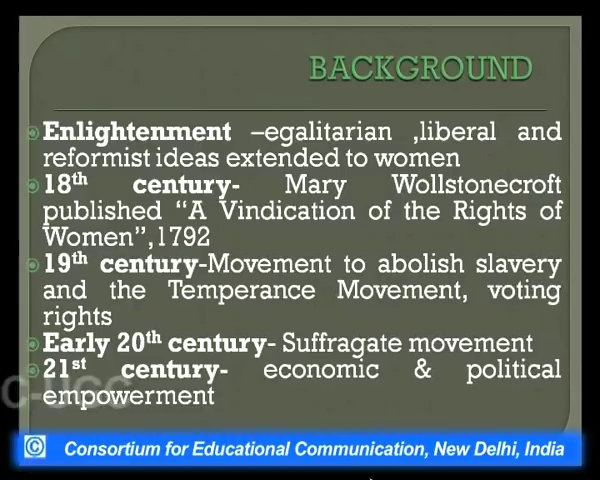 BACKGROUND
Enlightenment –egalitarian ,liberal and
reformist ideas extended to women
18th century- Mary Wollstonecroft
published “A Vindication of the Rights of
Women”,1792
19th century-Movement to abolish slavery
and the Temperance Movement, voting
rights
Early 20th century- Suffragate movement
21st century- economic & political
empowerment
C-UGC
© Consortium for Educational Communication, New Delhi, India